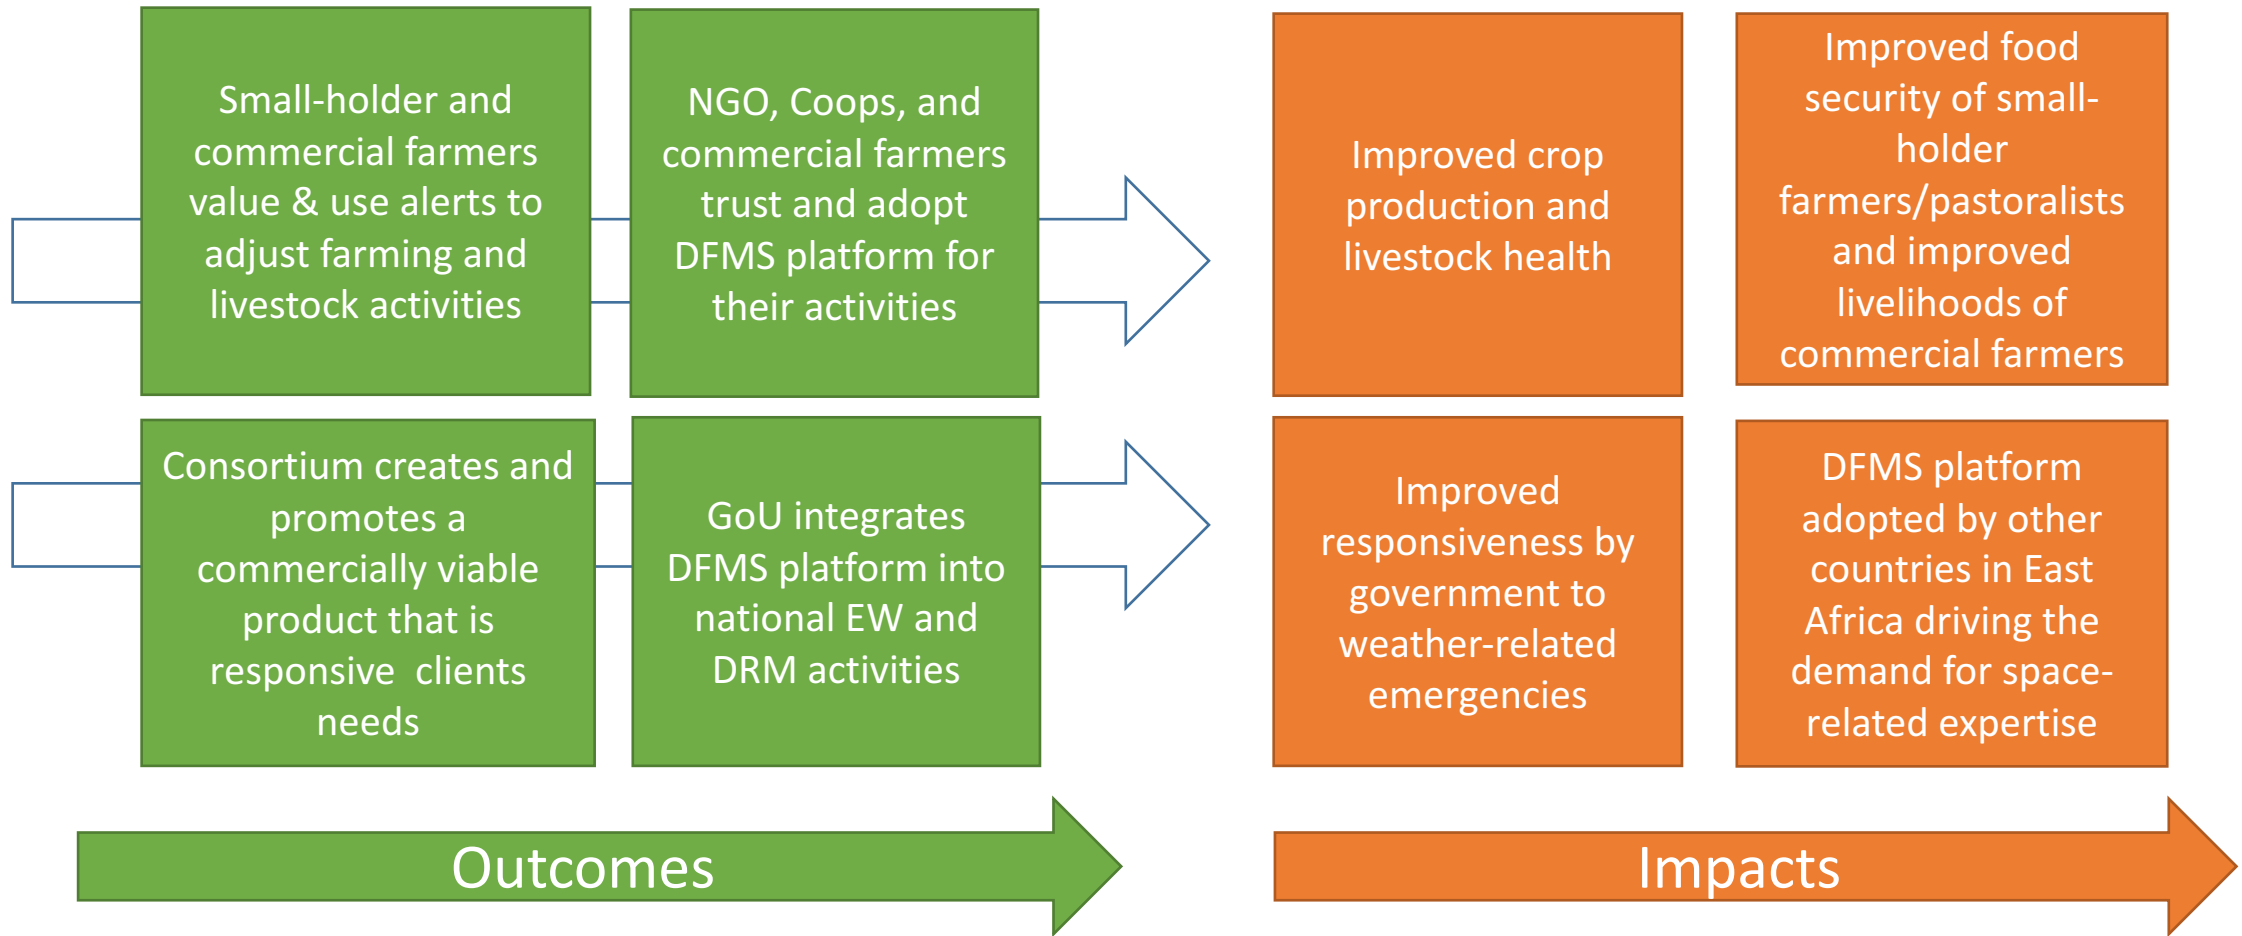 Small-holder and
commercial farmers
value & use alerts to
adjust farming and
livestock activities
NGO, Coops, and
commercial farmers
trust and adopt
DFMS platform for
their activities
Improved crop
production and
livestock health
Improved food
security of small-
holder
farmers/pastoralists
and improved
livelihoods of
commercial farmers
Consortium creates and
promotes a
commercially viable
product that is
responsive  clients
needs
GoU integrates
DFMS platform into
national EW and
DRM activities
Improved
responsiveness by
government to
weather-related
emergencies
DFMS platform
adopted by other
countries in East
Africa driving the
demand for space-
related expertise
Outcomes
Impacts